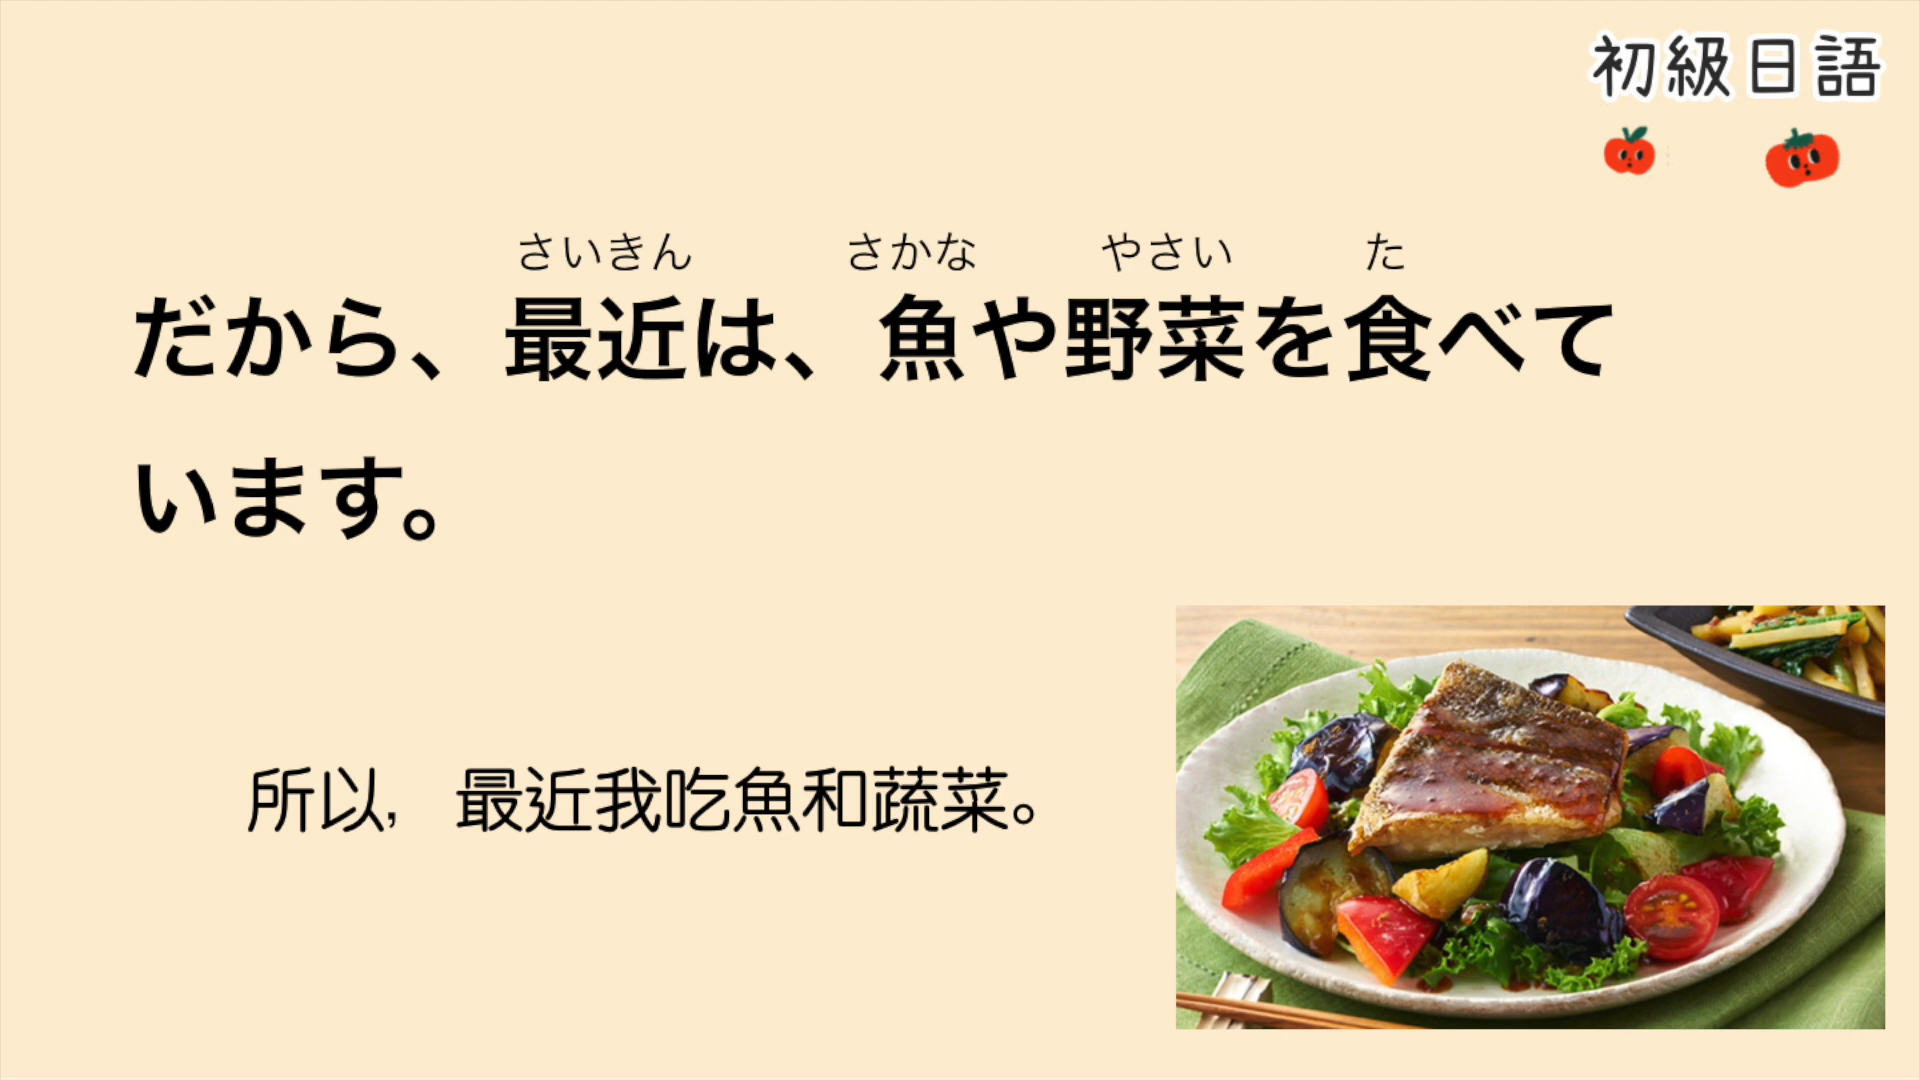 初級日語
さいきん さかな やさい た
だから、最近は、魚や野菜を食べて
います。
所以，最近我吃魚和蔬菜。